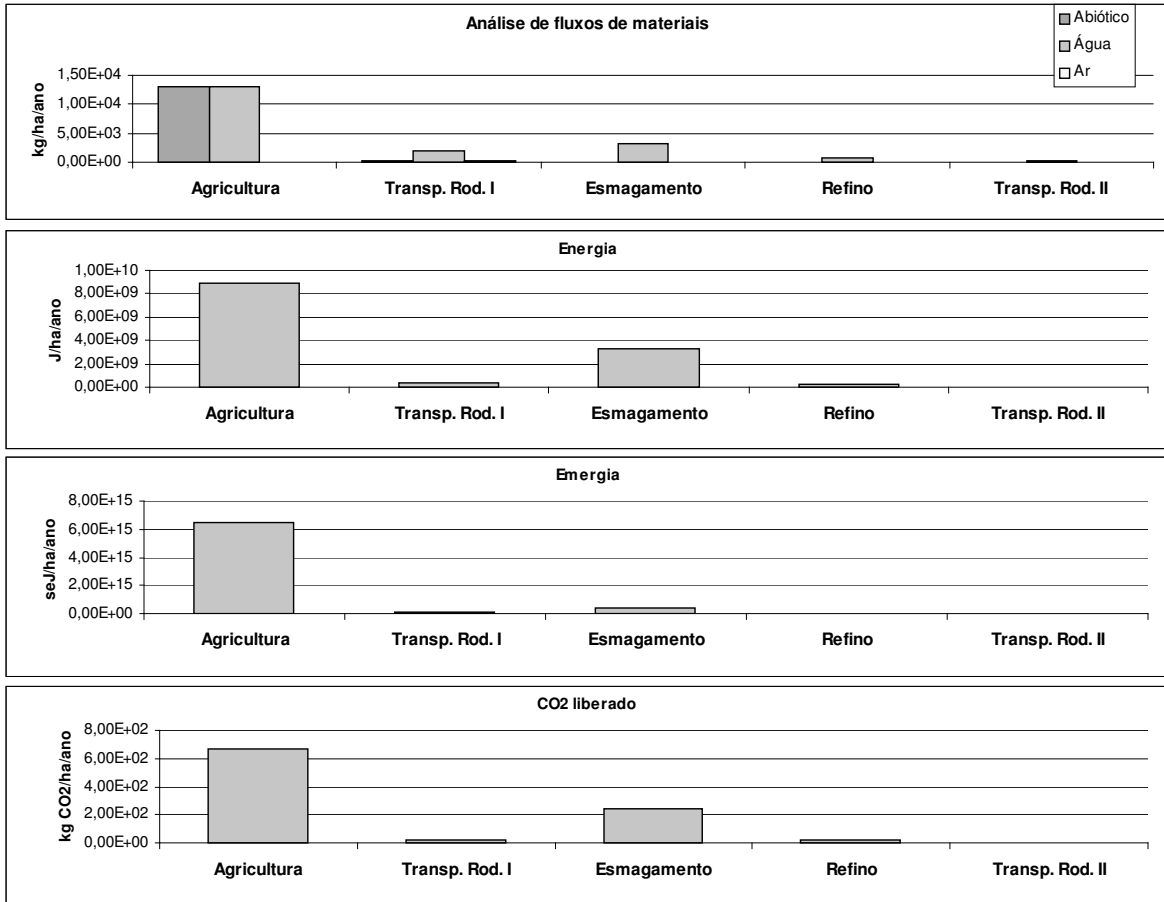 Análise de fluxos de materiais
Abiótico
Água
Ar
kg/ha/ano
1,50E+04
1,00E+04
5,00E+03
0,00E+00
Agricultura Transp. Rod. I Esmagamento Refino Transp. Rod. II
Energia
J/ha/ano
1,00E+10
8,00E+09
6,00E+09
4,00E+09
2,00E+09
0,00E+00
Agricultura Transp. Rod. I Esmagamento Refino Transp. Rod. II
Emergia
seJ/ha/ano
8,00E+15
6,00E+15
4,00E+15
2,00E+15
0,00E+00
Agricultura Transp. Rod. I Esmagamento Refino Transp. Rod. II
CO2 liberado
kg CO2/ha/ano
8,00E+02
6,00E+02
4,00E+02
2,00E+02
0,00E+00
Agricultura Transp. Rod. I Esmagamento Refino Transp. Rod. II